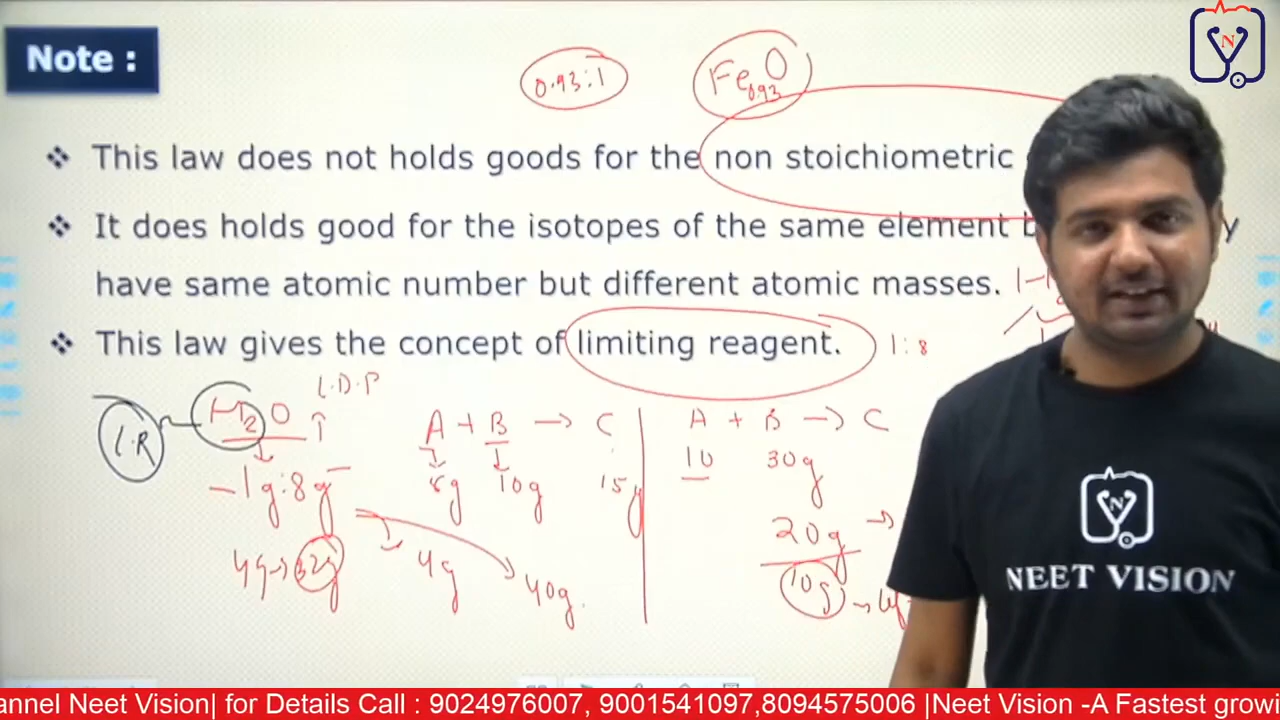 Note :
0.93:1
Fe0.93O
❖ This law does not holds goods for the non stoichiometric
❖ It does holds good for the isotopes of the same element
have same atomic number but different atomic masses.
❖ This law gives the concept of limiting reagent.
1:8
L.R
H2O
L.D.P
A + B → C
A + B → C
10
30g
1g:8g
10g
15g
20g
4g → 32g
4g
40g.
10g
N
NEET VISION
N
annel Neet Vision| for Details Call : 9024976007, 9001541097,8094575006 |Neet Vision -A Fastest growi